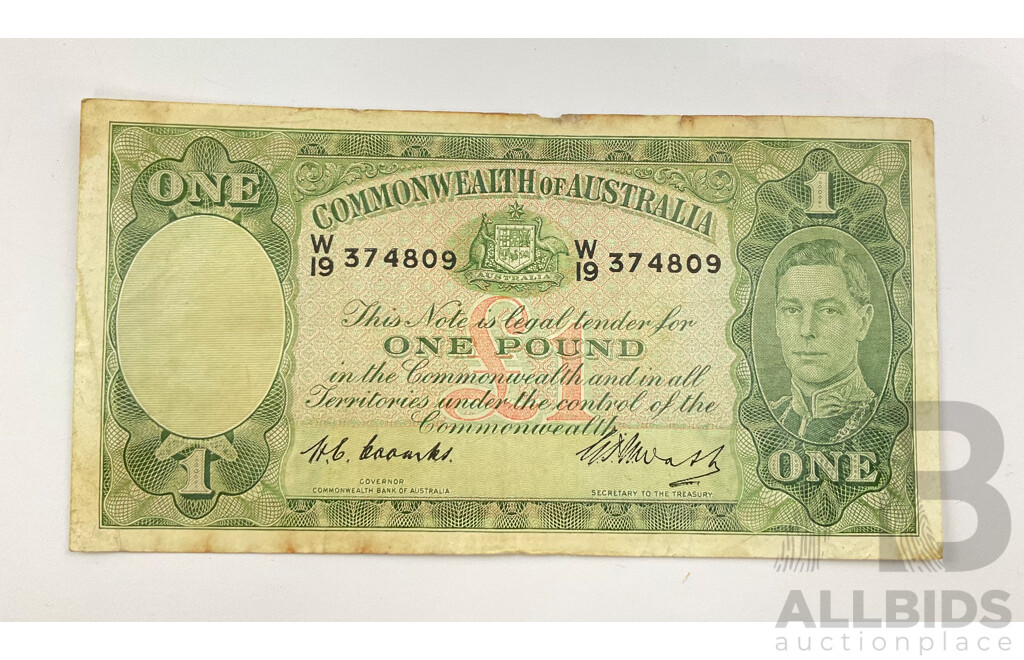 ONE
1
COMMONWEALTH OF AUSTRALIA
W/19 374809
W/19 374809
AUSTRALIA
£1
This Note is legal tender for
ONE POUND
in the Commonwealth and in all
Territories under the control of the
Commonwealth
H.C. Coombs.
GOVERNOR
COMMONWEALTH BANK OF AUSTRALIA
SECRETARY TO THE TREASURY.
1
ONE
B
ALLBIDS
auctionplace